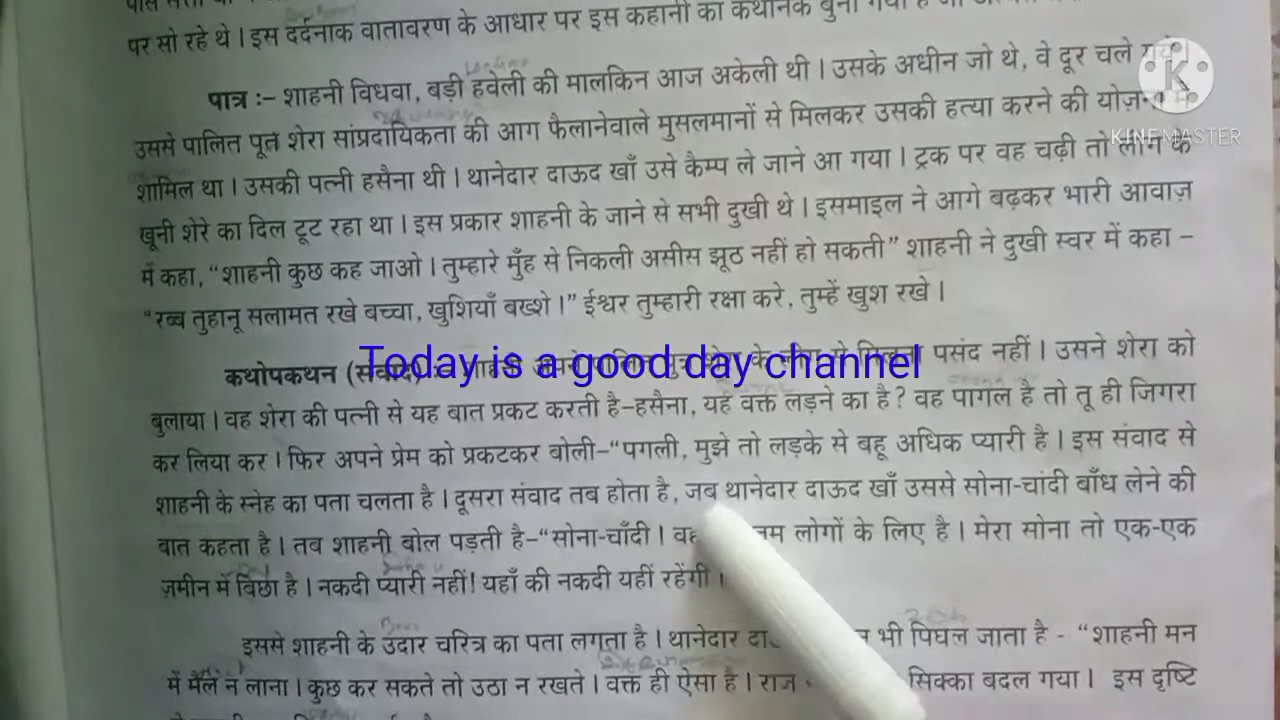 पर सो रहे थे । इस दर्दनाक वातावरण के आधार पर इस कहानी का कथानक बुना गया है
पात्र :– शाहनी विधवा, बड़ी हवेली की मालकिन आज अकेली थी । उसके अधीन जो थे, वे दूर चले
उससे पालित पूत शेरा सांप्रदायिकता की आग फैलानेवाले मुसलमानों से मिलकर उसकी हत्या करने की
शामिल था । उसकी पत्नी हसैना थी । थानेदार दाऊद खाँ उसे कैम्प ले जाने आ गया । ट्रक पर वह चढ़ी तो लीग के
खूनी शेरे का दिल टूट रहा था । इस प्रकार शाहनी के जाने से सभी दुखी थे । इसमाइल ने आगे बढ़कर भारी आवाज़
में कहा, “शाहनी कुछ कह जाओ । तुम्हारे मुँह से निकली असीस झूठ नहीं हो सकती” शाहनी ने दुखी स्वर में कहा –
“रब्ब तुहानू सलामत रखे बच्चा, खुशियाँ बख्शे ।” ईश्वर तुम्हारी रक्षा करे, तुम्हें खुश रखे ।
कथोपकथन (संवाद) पसंद नहीं । उसने शेरा को
बुलाया । वह शेरा की पत्नी से यह बात प्रकट करती है–हसैना, यह वक्त लड़ने का है ? वह पागल है तो तू ही जिगरा
कर लिया कर । फिर अपने प्रेम को प्रकटकर बोली–“पगली, मुझे तो लड़के से बहू अधिक प्यारी है । इस संवाद से
शाहनी के स्नेह का पता चलता है । दूसरा संवाद तब होता है, जब थानेदार दाऊद खाँ उससे सोना-चांदी बाँध लेने की
बात कहता है । तब शाहनी बोल पड़ती है–“सोना-चाँदी । लोगों के लिए है । मेरा सोना तो एक-एक
ज़मीन में बिछा है । नकदी प्यारी नहीं! यहाँ की नकदी यहीं रहेंगी ।
इससे शाहनी के उदार चरित्र का पता लगता है । थानेदार भी पिघल जाता है - “शाहनी मन
में मैल न लाना । कुछ कर सकते तो उठा न रखते । वक्त ही ऐसा है । राज सिक्का बदल गया । इस दृष्टि
Today is a good day channel
K
KINEMASTER